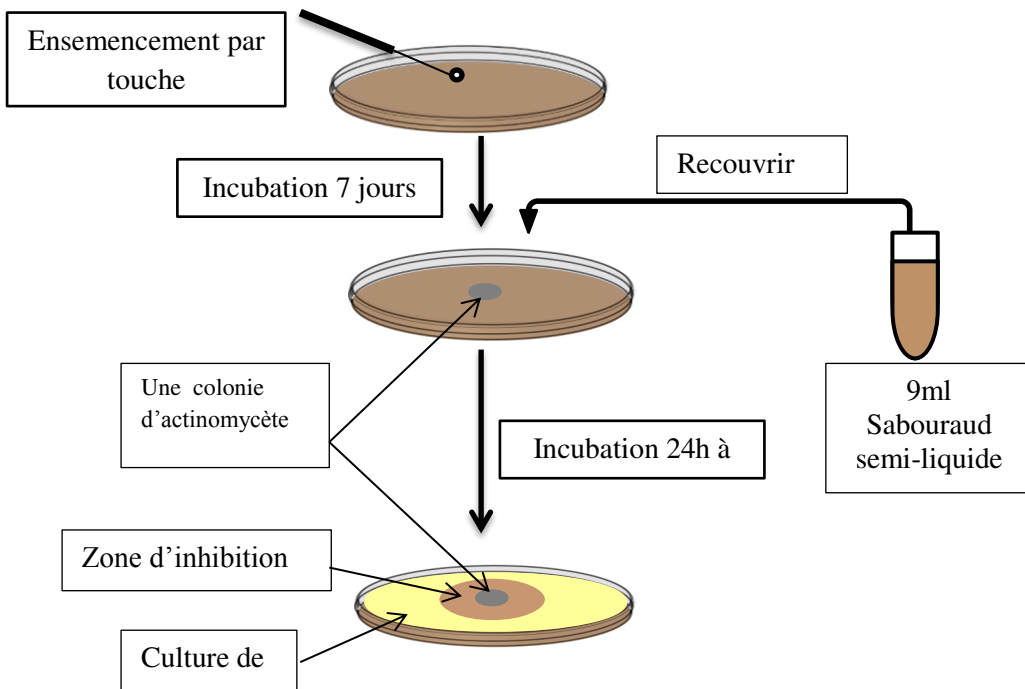 Ensemencement par
touche
Incubation 7 jours
Recouvrir
Une colonie
d'actinomycète
Incubation 24h à
9ml
Sabouraud
semi-liquide
Zone d'inhibition
Culture de